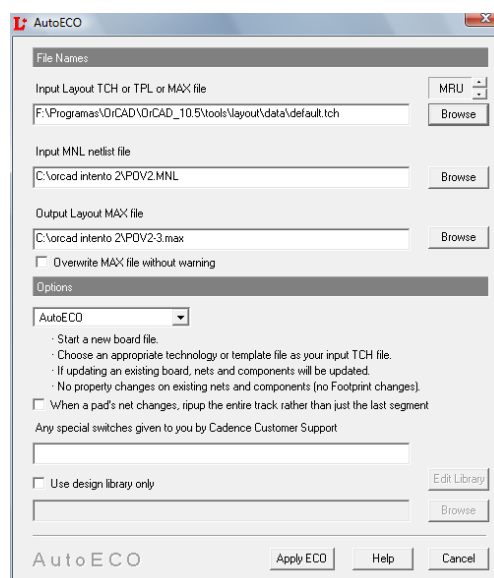 AutoECO
File Names
Input Layout TCH or TPL or MAX file
MRU
F:\Programas\OrCAD\OrCAD_10.5\tools\layout\data\default.tch
Browse
Input MNL netlist file
C:\orcad intento 2\POV2.MNL
Browse
Output Layout MAX file
C:\orcad intento 2\POV2-3.max
Browse
Overwrite MAX file without warning
Options
AutoECO
· Start a new board file.
· Choose an appropriate technology or template file as your input TCH file.
· If updating an existing board, nets and components will be updated.
· No property changes on existing nets and components (no Footprint changes).
When a pad's net changes, ripup the entire track rather than just the last segment
Any special switches given to you by Cadence Customer Support
Edit Library
Use design library only
Browse
AutoECO
Apply ECO
Help
Cancel